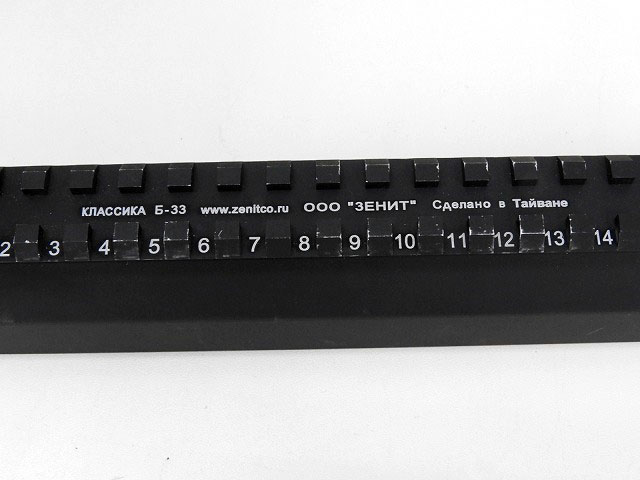 КЛАССИКА Б-33 www.zenitco.ru ООО "ЗЕНИТ" Сделано в Тайване
2 3 4 5 6 7 8 9 10 11 12 13 14